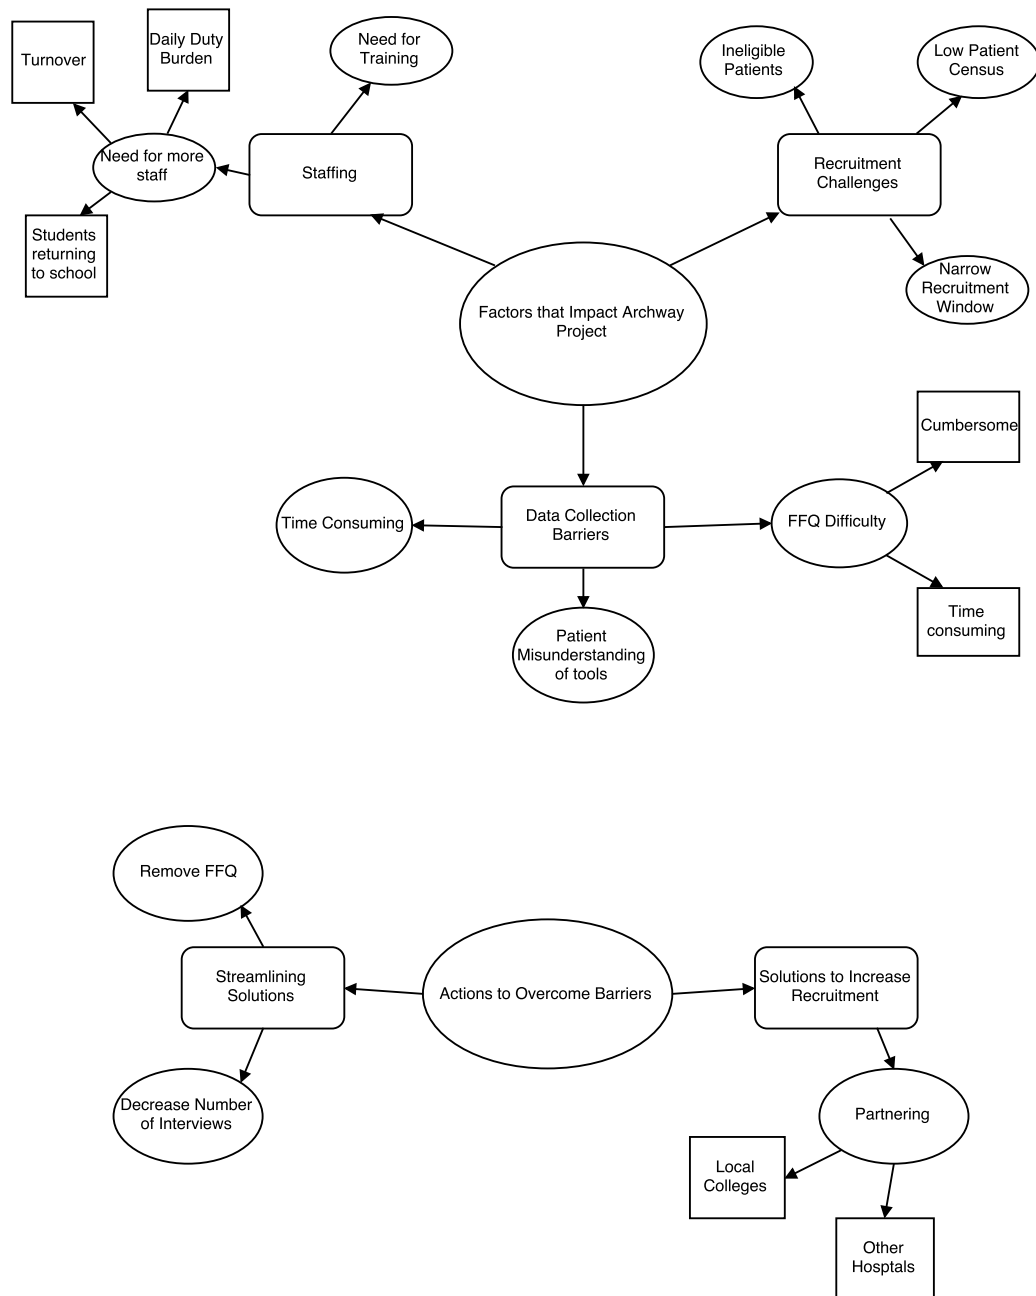 Turnover
Daily Duty
Burden
Need for
Training
Ineligible
Patients
Low Patient
Census
Need for more
staff
Staffing
Recruitment
Challenges
Students
returning
to school
Narrow
Recruitment
Window
Factors that Impact Archway
Project
Cumbersome
Time Consuming
Data Collection
Barriers
FFQ Difficulty
Time
consuming
Patient
Misunderstanding
of tools
Remove FFQ
Streamlining
Solutions
Actions to Overcome Barriers
Solutions to Increase
Recruitment
Decrease Number
of Interviews
Partnering
Local
Colleges
Other
Hosptals